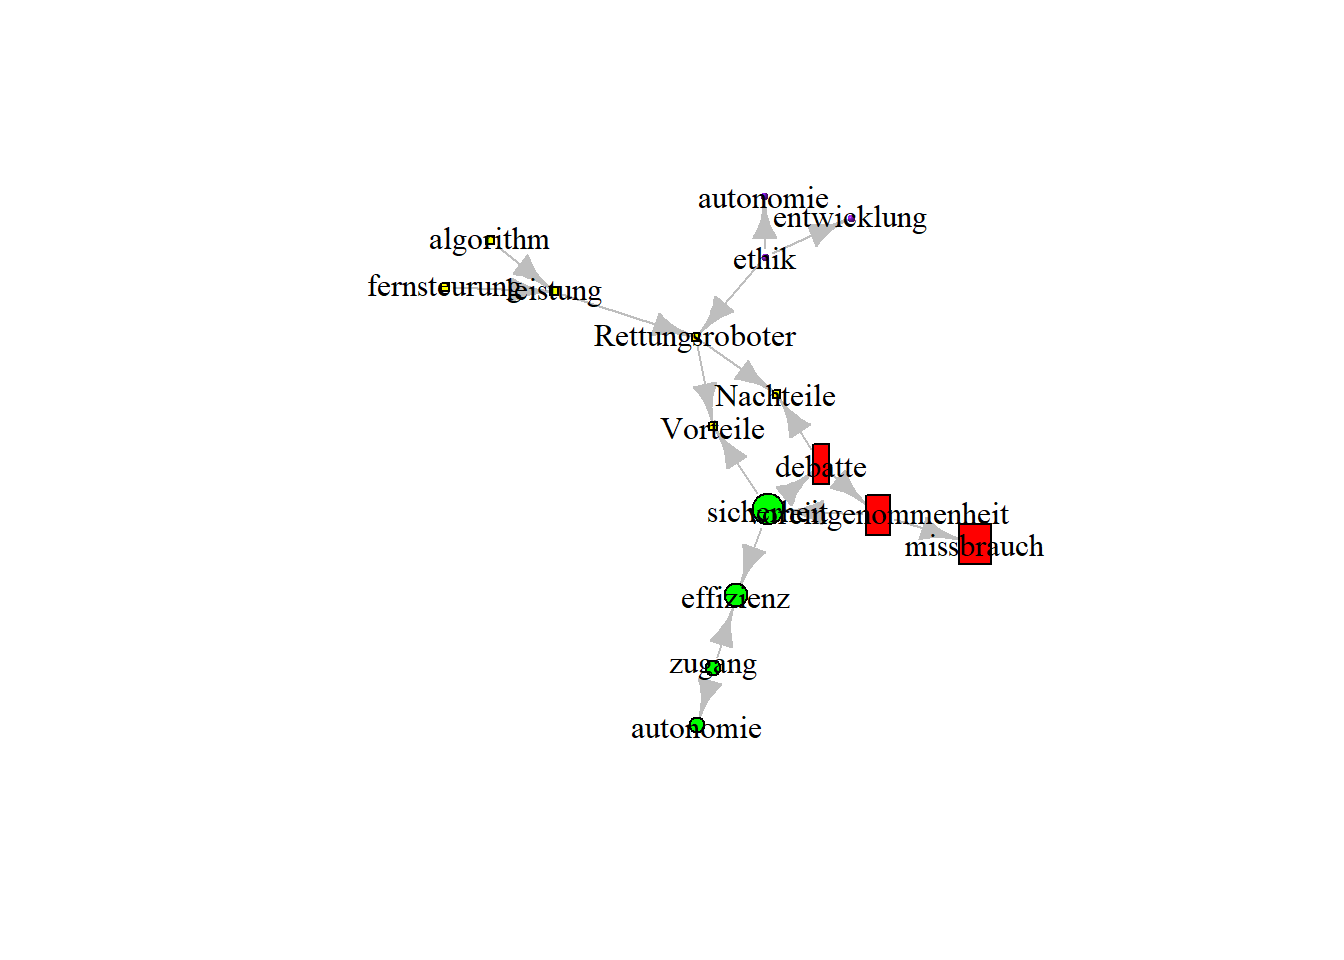 autonomie
entwicklung
algorithm
ethik
fernsteurung
leistung
Rettungsroboter
Nachteile
Vorteile
debatte
sicherheit
voreingenommenheit
missbrauch
effizienz
zugang
autonomie